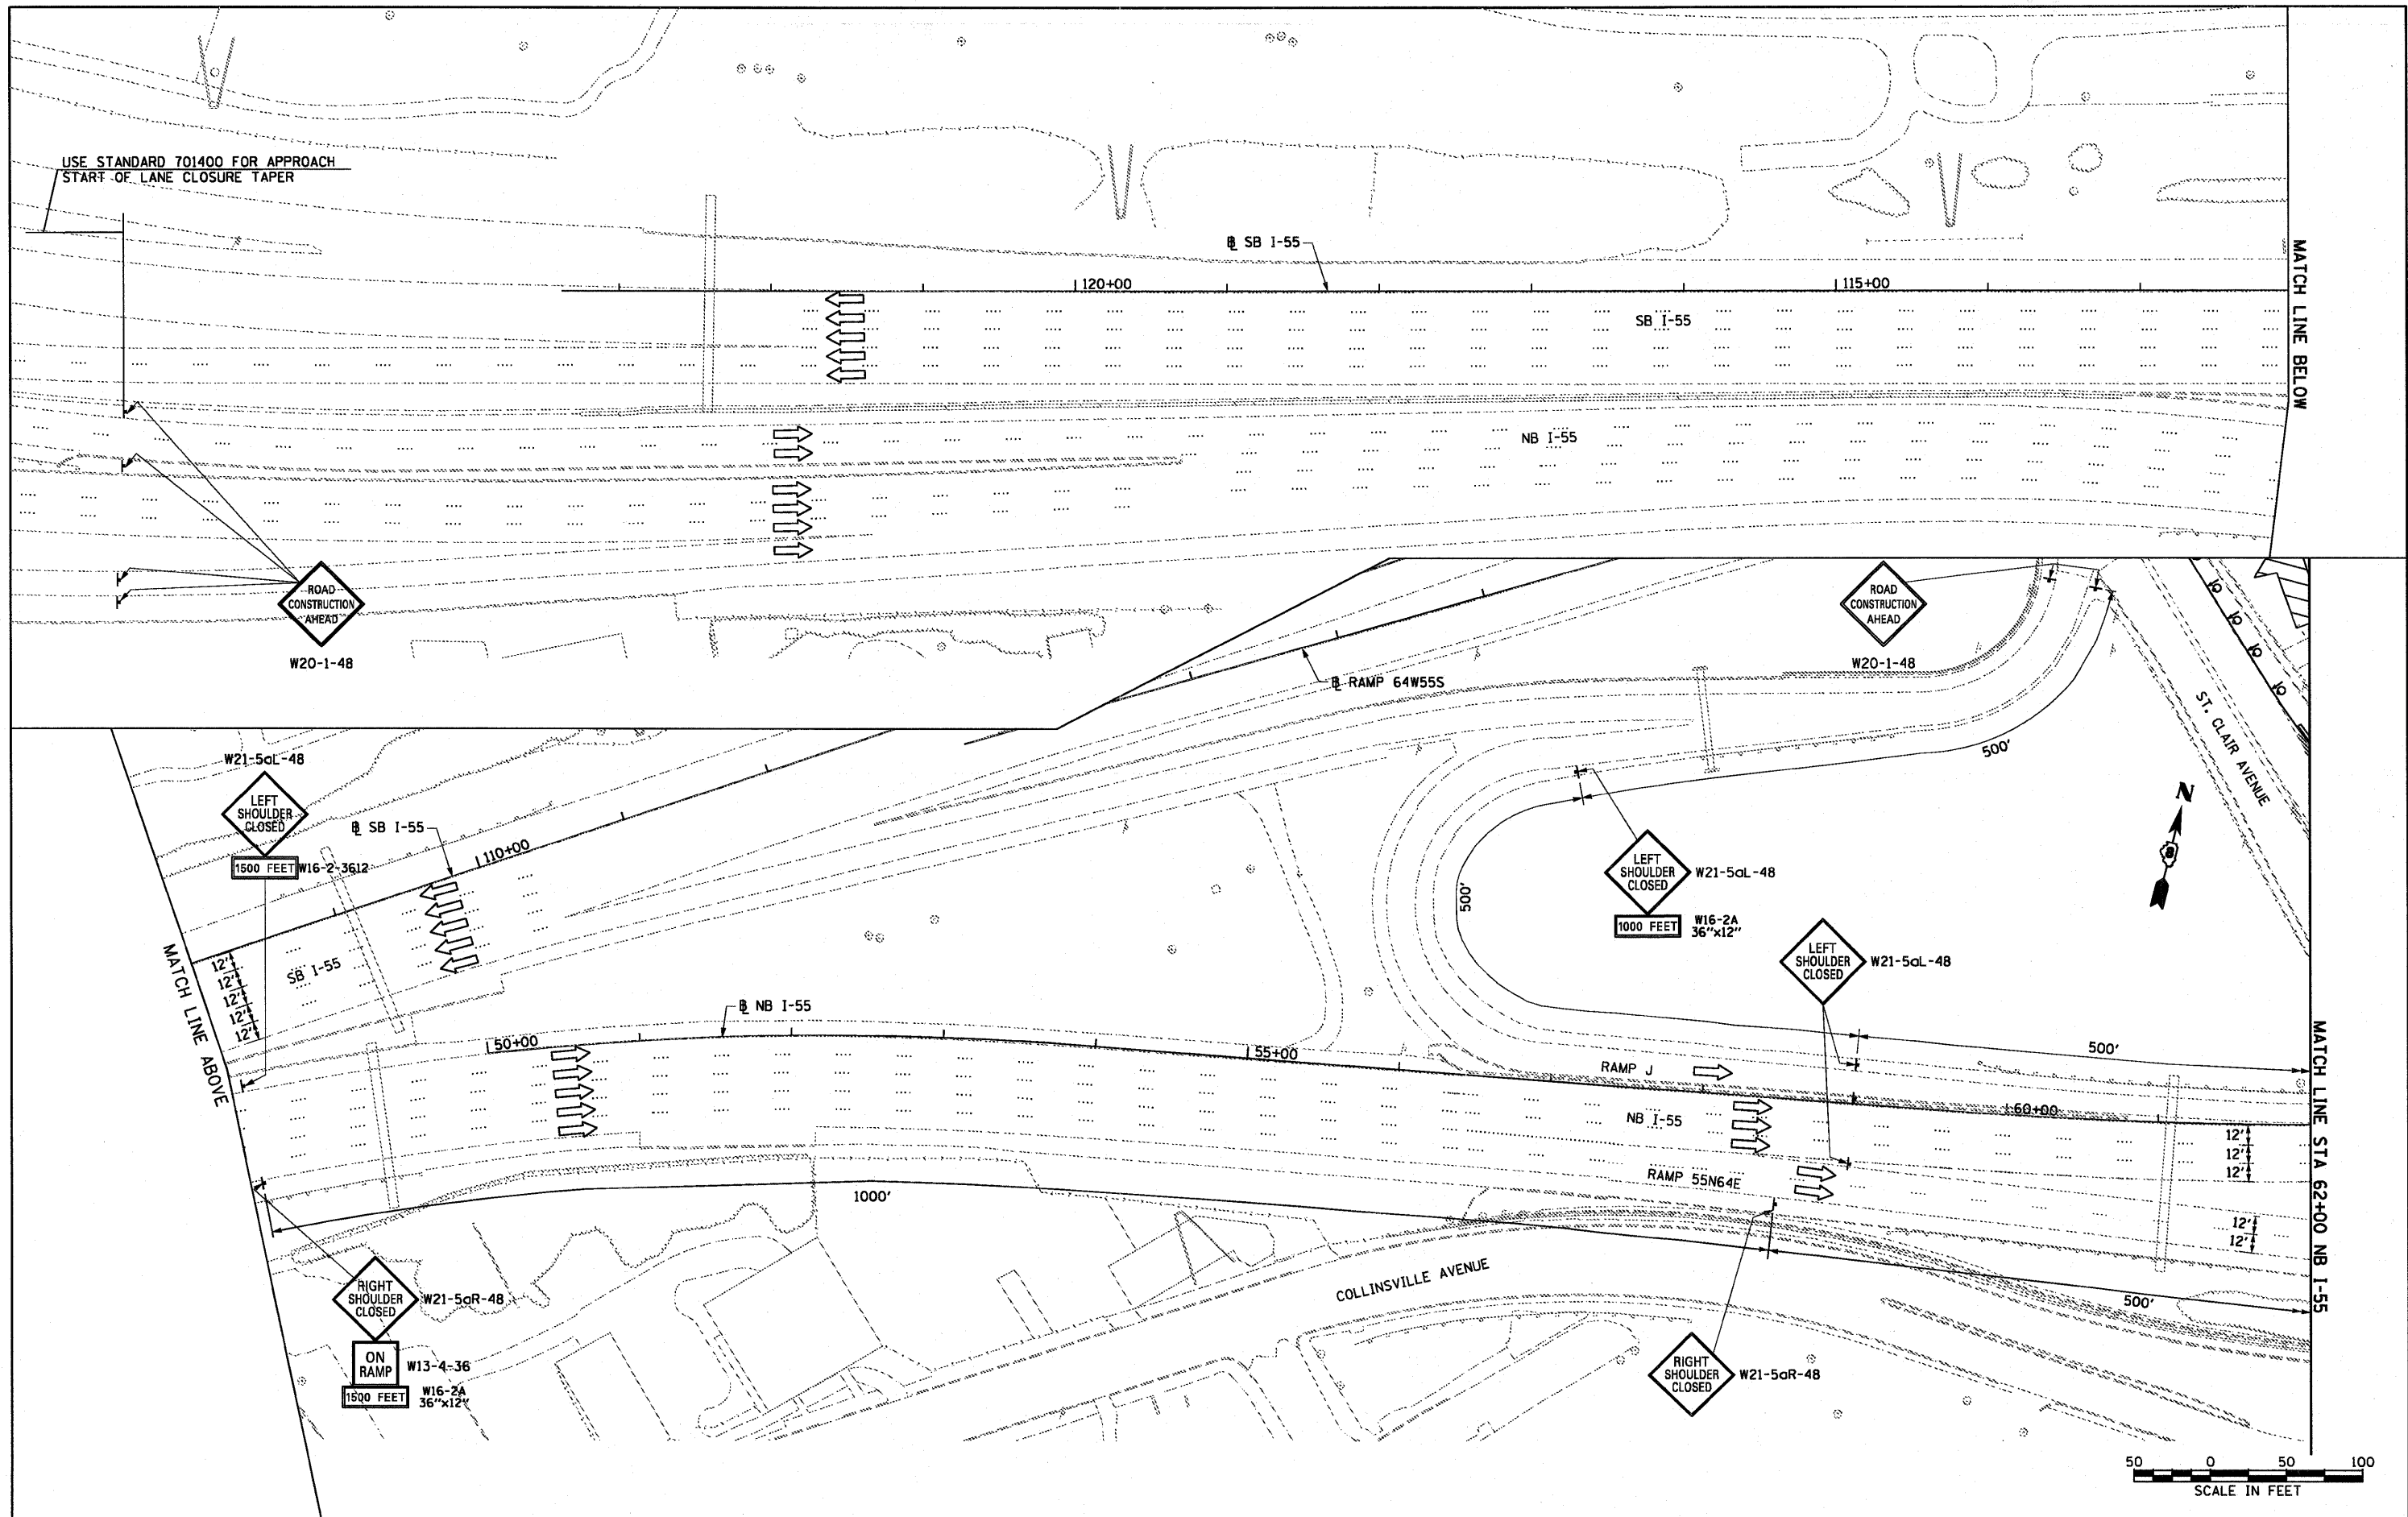 USE STANDARD 701400 FOR APPROACH
START OF LANE CLOSURE TAPER
℄ SB I-55
120+00
115+00
SB I-55
NB I-55
MATCH LINE BELOW
ROAD
CONSTRUCTION
AHEAD
W20-1-48
℄ RAMP 64W55S
ROAD
CONSTRUCTION
AHEAD
W20-1-48
ST. CLAIR AVENUE
500'
N
W21-5aL-48
LEFT
SHOULDER
CLOSED
1500 FEET W16-2-3612
℄ SB I-55
110+00
SB I-55
12'
12'
12'
12'
12'
MATCH LINE ABOVE
LEFT
SHOULDER
CLOSED
W21-5aL-48
1000 FEET
W16-2A
36"x12"
500'
LEFT
SHOULDER
CLOSED
W21-5aL-48
℄ NB I-55
50+00
55+00
RAMP J
500'
60+00
NB I-55
RAMP 55N64E
12'
12'
12'
12'
12'
MATCH LINE STA 62+00 NB I-55
1000'
500'
COLLINSVILLE AVENUE
RIGHT
SHOULDER
CLOSED
W21-5aR-48
ON
RAMP
W13-4-36
1500 FEET
W16-2A
36"x12"
RIGHT
SHOULDER
CLOSED
W21-5aR-48
50 0 50 100
SCALE IN FEET